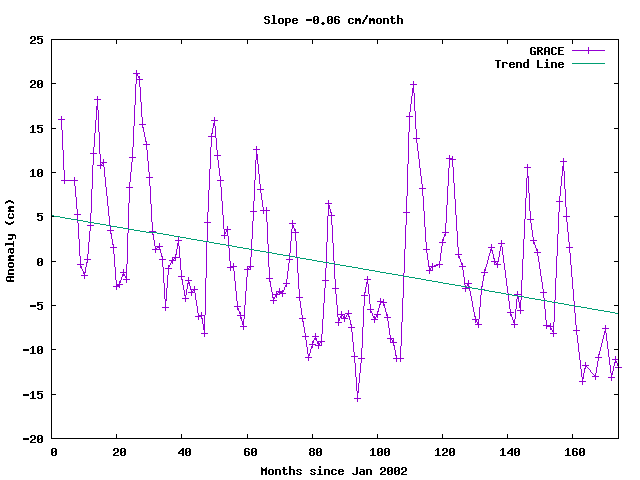 Slope -0.06 cm/month
GRACE
Trend Line
25
20
15
10
5
0
-5
-10
-15
-20
Anomaly (cm)
0 20 40 60 80 100 120 140 160
Months since Jan 2002